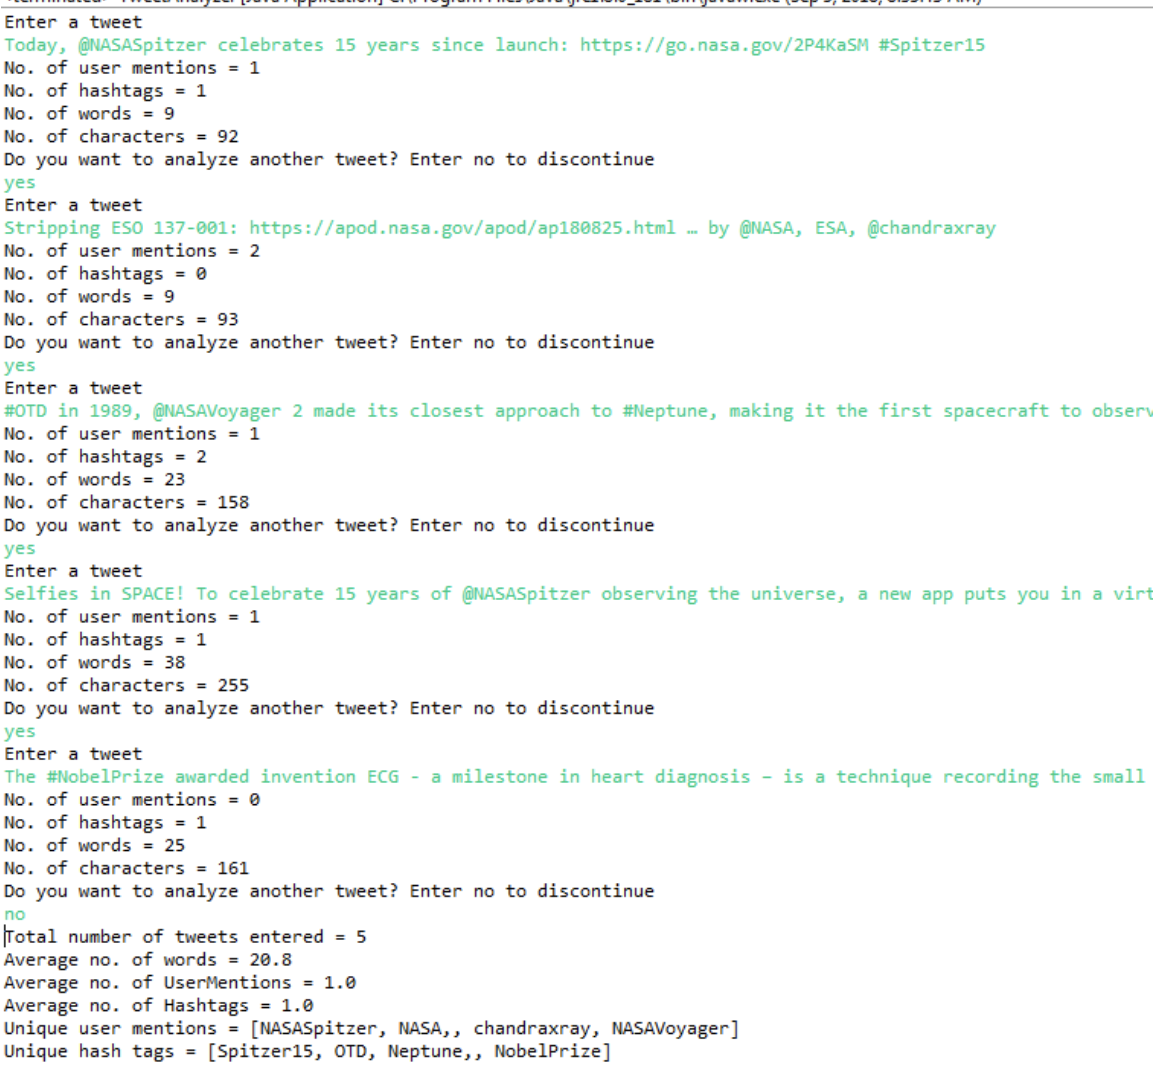 Enter a tweet
Today, @NASASpitzer celebrates 15 years since launch: https://go.nasa.gov/2P4KaSM #Spitzer15
No. of user mentions = 1
No. of hashtags = 1
No. of words = 9
No. of characters = 92
Do you want to analyze another tweet? Enter no to discontinue
yes
Enter a tweet
Stripping ESO 137-001: https://apod.nasa.gov/apod/ap180825.html … by @NASA, ESA, @chandraxray
No. of user mentions = 2
No. of hashtags = 0
No. of words = 9
No. of characters = 93
Do you want to analyze another tweet? Enter no to discontinue
yes
Enter a tweet
#OTD in 1989, @NASAVoyager 2 made its closest approach to #Neptune, making it the first spacecraft to observ
No. of user mentions = 1
No. of hashtags = 2
No. of words = 23
No. of characters = 158
Do you want to analyze another tweet? Enter no to discontinue
yes
Enter a tweet
Selfies in SPACE! To celebrate 15 years of @NASASpitzer observing the universe, a new app puts you in a virt
No. of user mentions = 1
No. of hashtags = 1
No. of words = 38
No. of characters = 255
Do you want to analyze another tweet? Enter no to discontinue
yes
Enter a tweet
The #NobelPrize awarded invention ECG - a milestone in heart diagnosis – is a technique recording the small
No. of user mentions = 0
No. of hashtags = 1
No. of words = 25
No. of characters = 161
Do you want to analyze another tweet? Enter no to discontinue
no
Total number of tweets entered = 5
Average no. of words = 20.8
Average no. of UserMentions = 1.0
Average no. of Hashtags = 1.0
Unique user mentions = [NASASpitzer, NASA,, chandraxray, NASAVoyager]
Unique hash tags = [Spitzer15, OTD, Neptune,, NobelPrize]